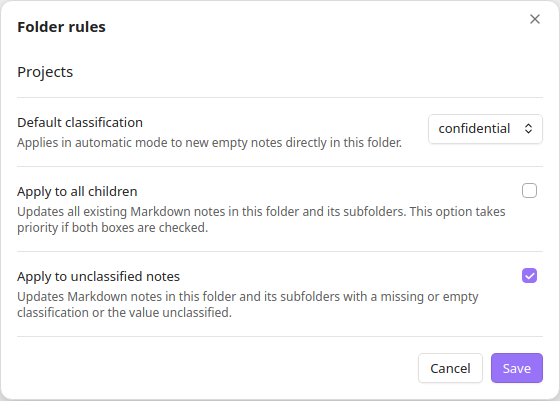 Folder rules
Projects
Default classification
Applies in automatic mode to new empty notes directly in this folder.
confidential
Apply to all children
Updates all existing Markdown notes in this folder and its subfolders. This option takes
priority if both boxes are checked.
Apply to unclassified notes
Updates Markdown notes in this folder and its subfolders with a missing or empty
classification or the value unclassified.
Cancel
Save